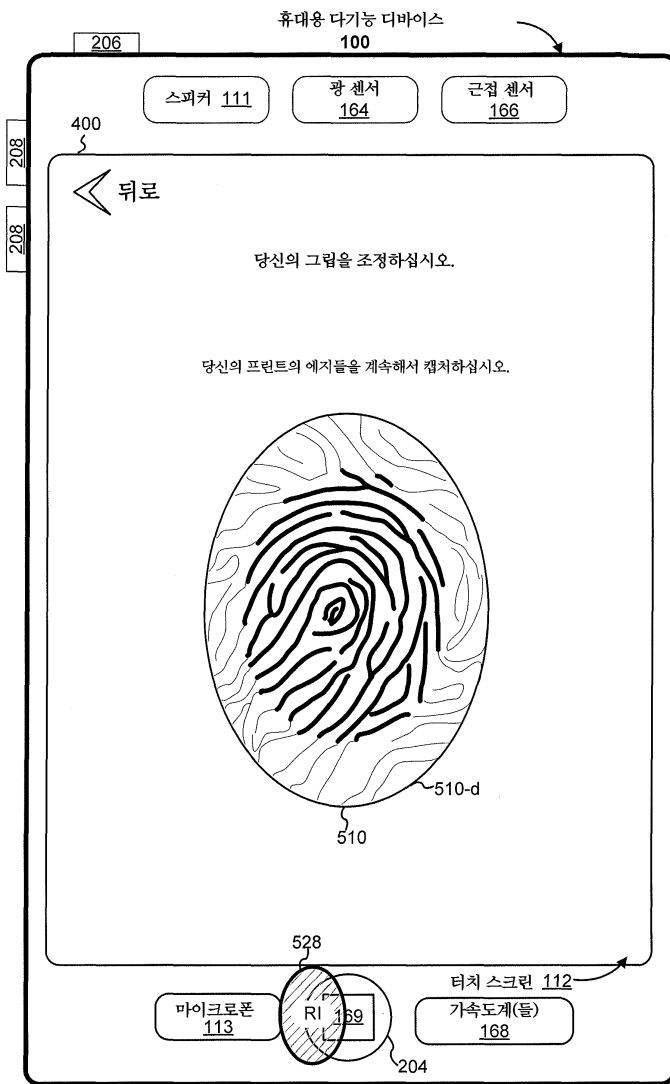 휴대용 다기능 디바이스
100
206
스피커 111
광 센서
164
근접 센서
166
400
208
208
뒤로
당신의 그립을 조정하십시오.
당신의 프린트의 에지들을 계속해서 캡처하십시오.
510-d
510
528
터치 스크린 112
마이크로폰
113
RI
169
가속도계(들)
168
204